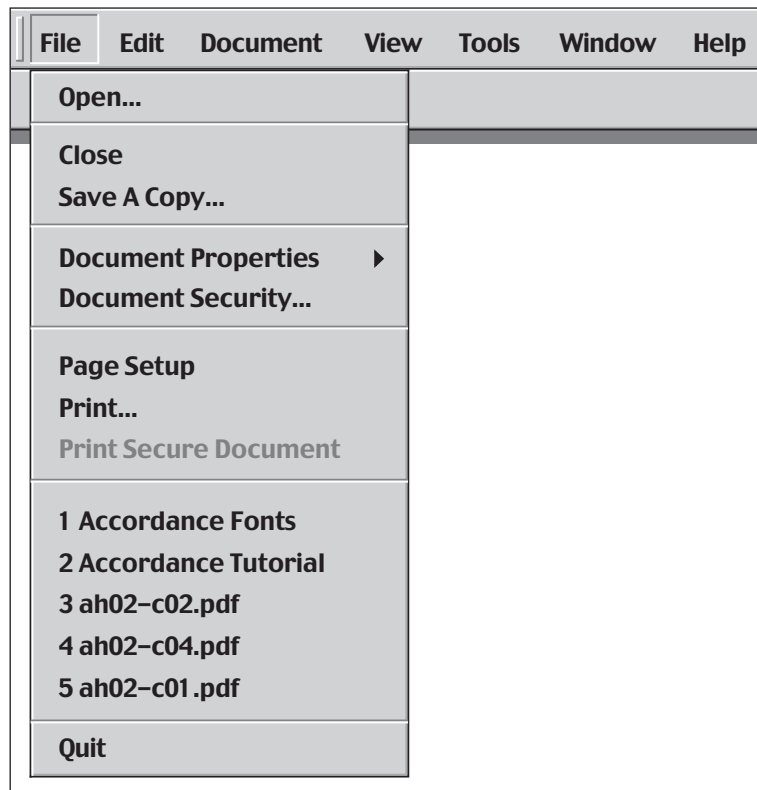 File Edit Document View Tools Window Help
Open...
Close
Save A Copy...
Document Properties
Document Security...
Page Setup
Print...
Print Secure Document
1 Accordance Fonts
2 Accordance Tutorial
3 ah02–c02.pdf
4 ah02–c04.pdf
5 ah02–c01.pdf
Quit